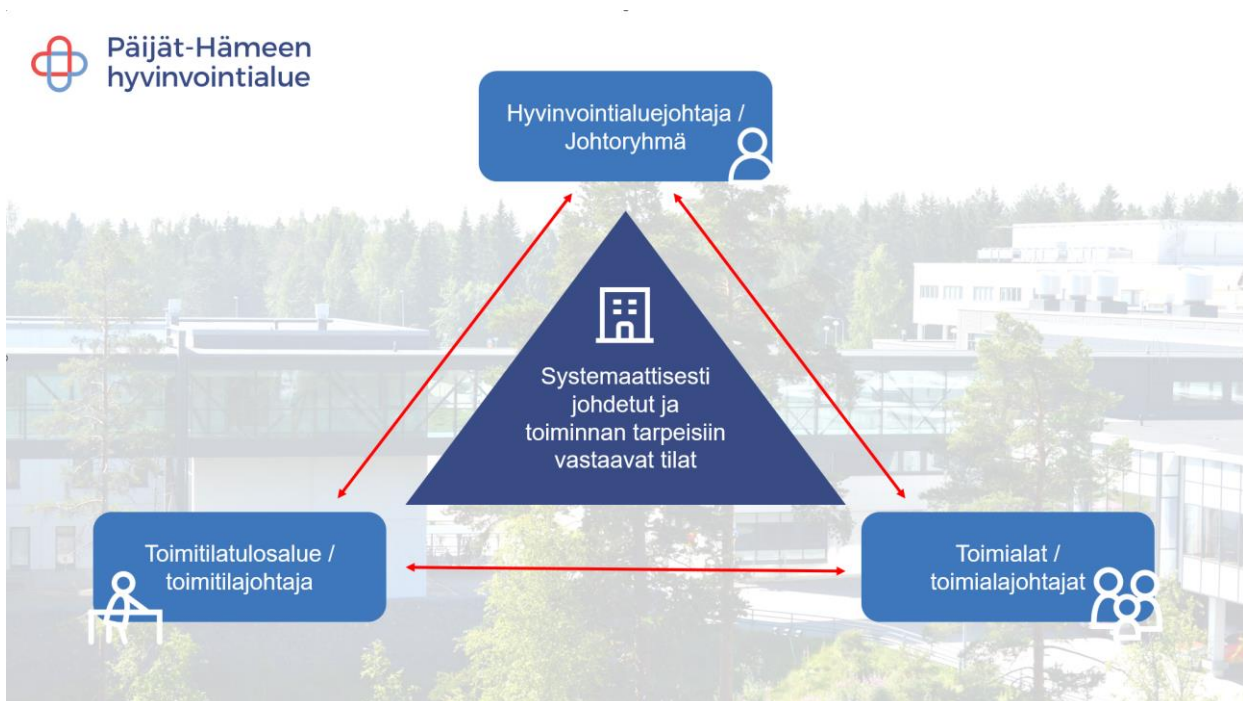 Päijät-Hämeen
hyvinvointialue
Hyvinvointialuejohtaja /
Johtoryhmä
Systemaattisesti
johdetut ja
toiminnan tarpeisiin
vastaavat tilat
Toimitilatulosalue /
toimitilajohtaja
Toimialat /
toimialajohtajat